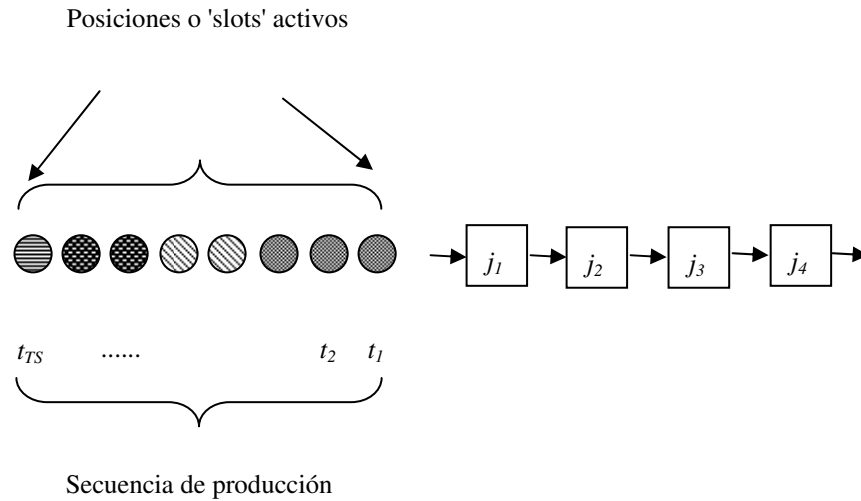 Posiciones o 'slots' activos
j1 j2 j3 j4
tTS ...... t2 t1
Secuencia de producción